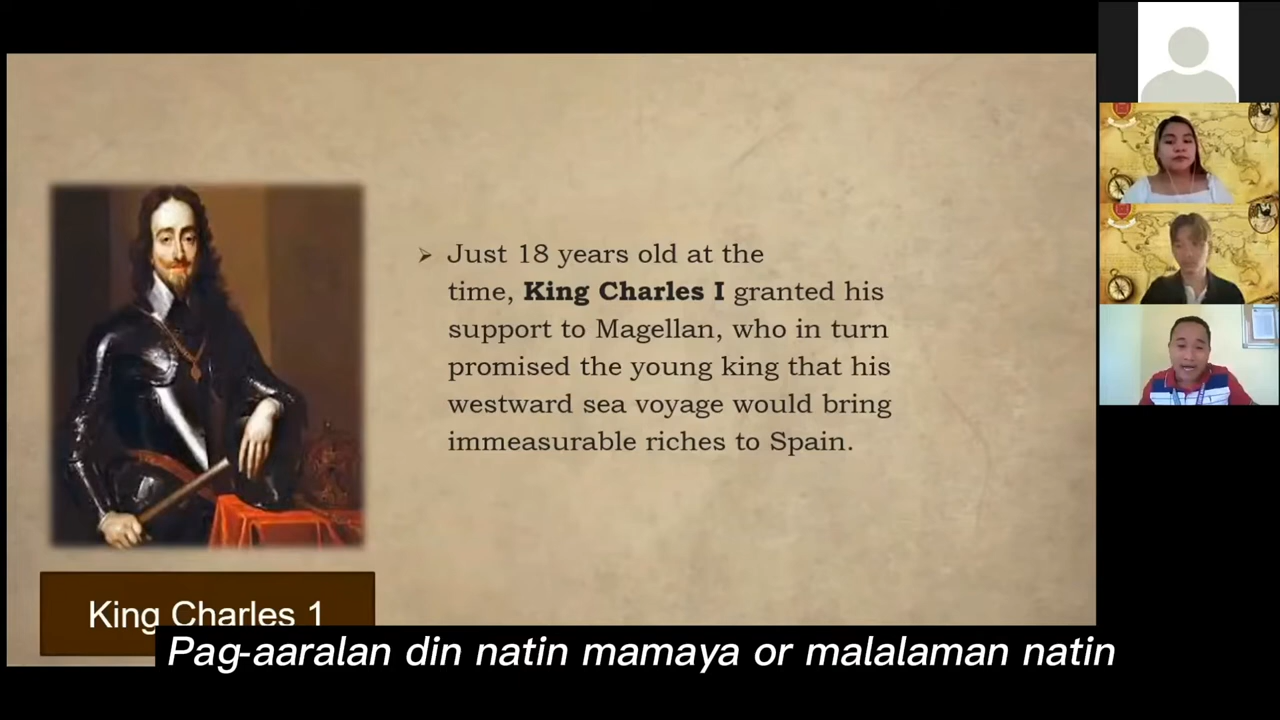 Just 18 years old at the
time, King Charles I granted his
support to Magellan, who in turn
promised the young king that his
westward sea voyage would bring
immeasurable riches to Spain.
King Charles 1
Pag-aaralan din natin mamaya or malalaman natin